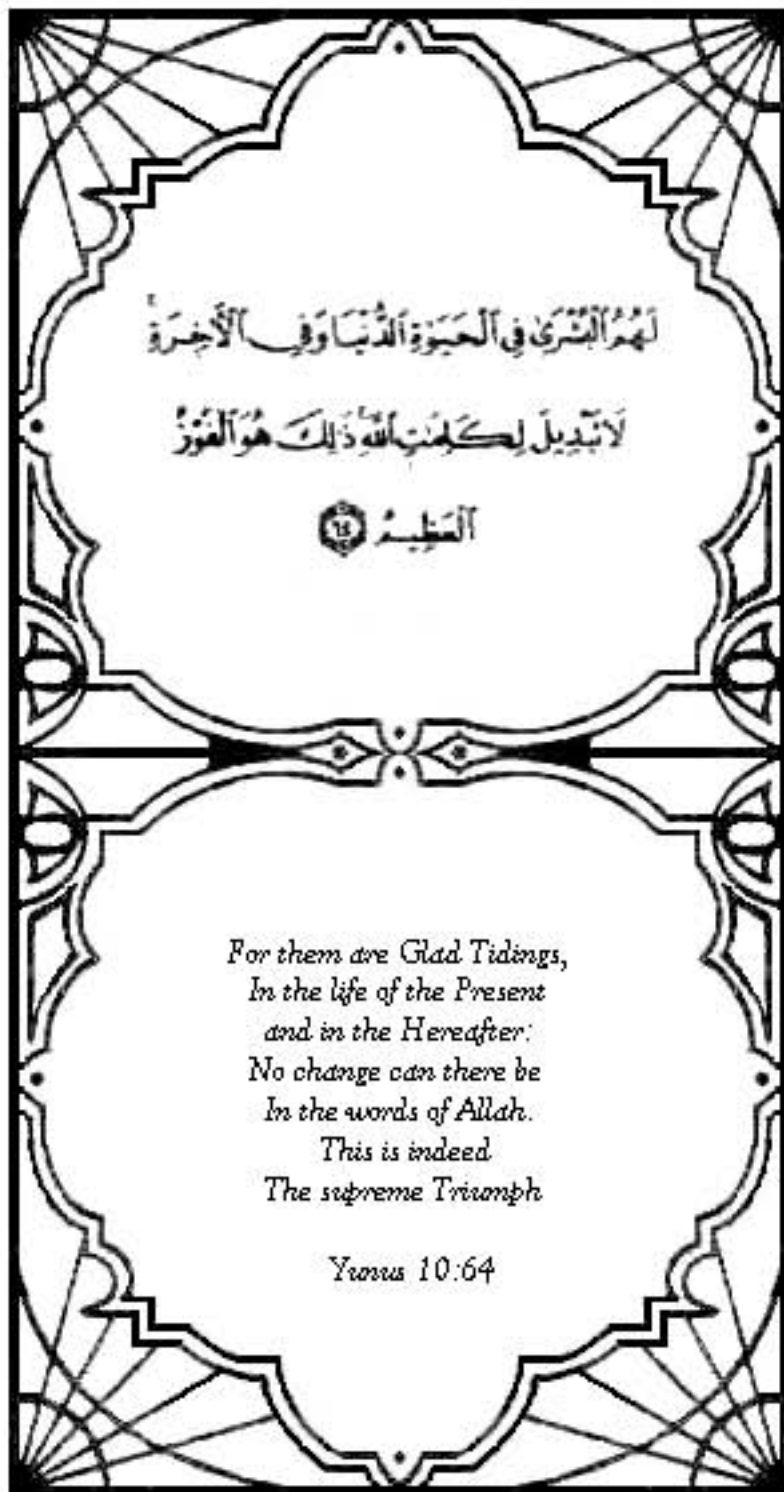 لَهُمُ ٱلْبُشْرَىٰ فِى ٱلْحَيَوٰةِ ٱلدُّنْيَا وَفِى ٱلْأَخِرَةِۚ
لَا تَبْدِيلَ لِكَلِمَٰتِ ٱللَّهِۚ ذَٰلِكَ هُوَ ٱلْفَوْزُ
ٱلْعَظِيمُ ٦٤
For them are Glad Tidings,
In the life of the Present
and in the Hereafter:
No change can there be
In the words of Allah.
This is indeed
The supreme Triumph
Yunus 10:64